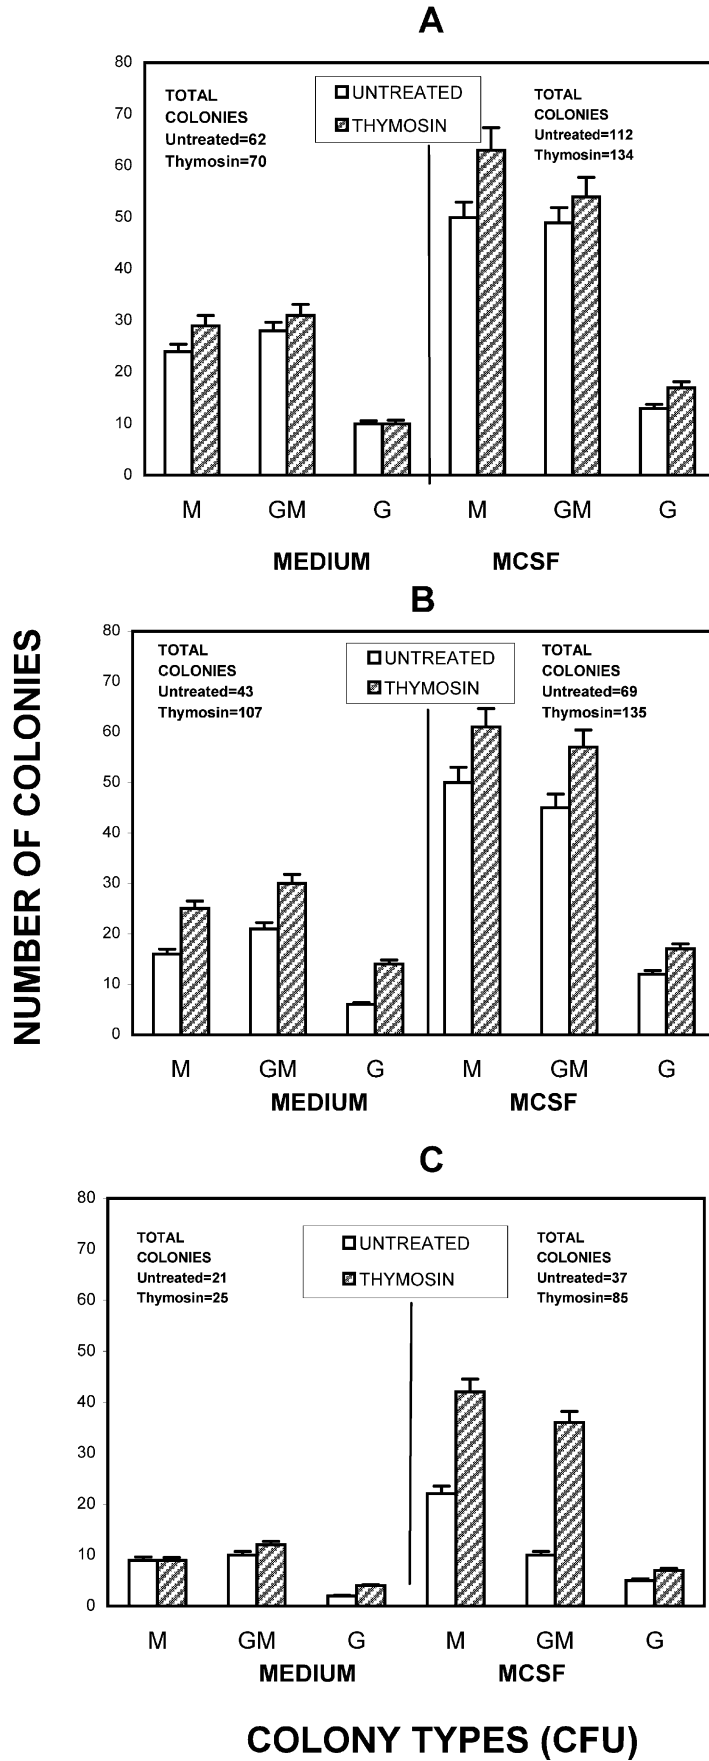 A
80
70
60
50
40
30
20
10
0
TOTAL
COLONIES
Untreated=62
Thymosin=70
UNTREATED
THYMOSIN
TOTAL
COLONIES
Untreated=112
Thymosin=134
M GM G M GM G
MEDIUM MCSF
B
80
70
60
50
40
30
20
10
0
TOTAL
COLONIES
Untreated=43
Thymosin=107
UNTREATED
THYMOSIN
TOTAL
COLONIES
Untreated=69
Thymosin=135
M GM G M GM G
MEDIUM MCSF
NUMBER OF COLONIES
C
80
70
60
50
40
30
20
10
0
TOTAL
COLONIES
Untreated=21
Thymosin=25
UNTREATED
THYMOSIN
TOTAL
COLONIES
Untreated=37
Thymosin=85
M GM G M GM G
MEDIUM MCSF
COLONY TYPES (CFU)